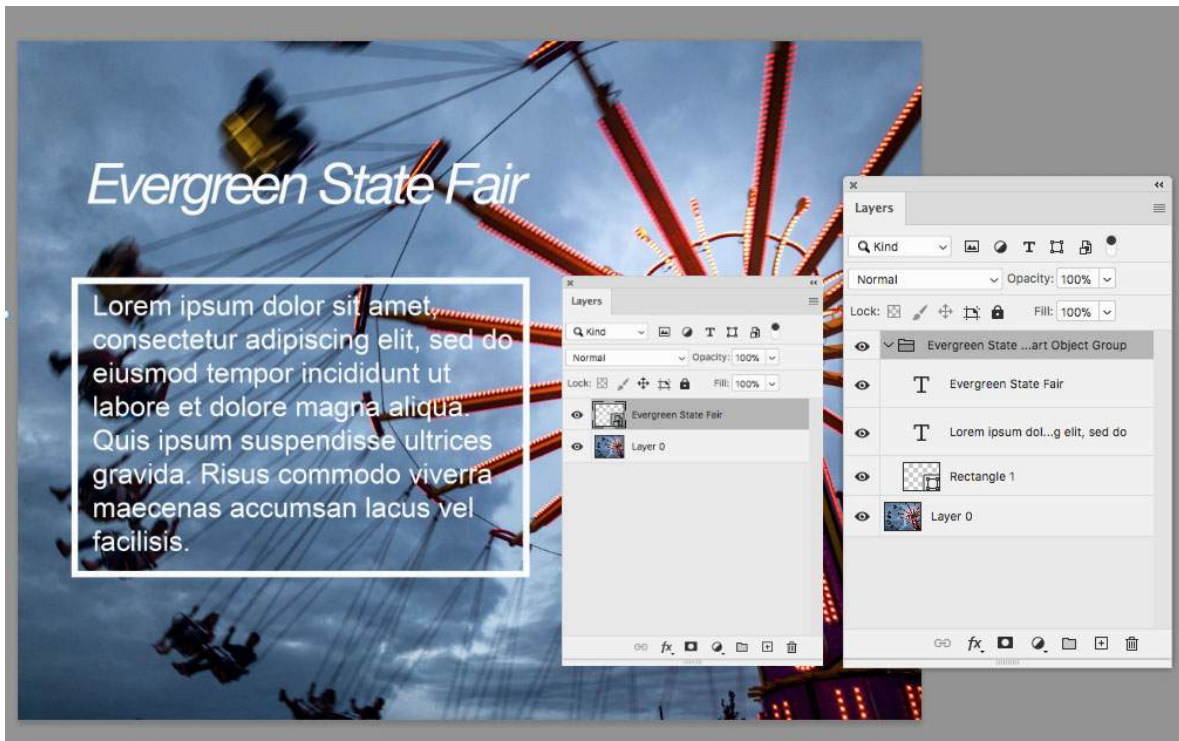 Evergreen State Fair
Lorem ipsum dolor sit amet,
consectetur adipiscing elit, sed do
eiusmod tempor incididunt ut
labore et dolore magna aliqua.
Quis ipsum suspendisse ultrices
gravida. Risus commodo viverra
maecenas accumsan lacus vel
facilisis.
Layers
Kind
Normal Opacity: 100%
Lock: Fill: 100%
Evergreen State Fair
Layer 0
Layers
Kind
Normal Opacity: 100%
Lock: Fill: 100%
Evergreen State ...art Object Group
Evergreen State Fair
Lorem ipsum dol...g elit, sed do
Rectangle 1
Layer 0